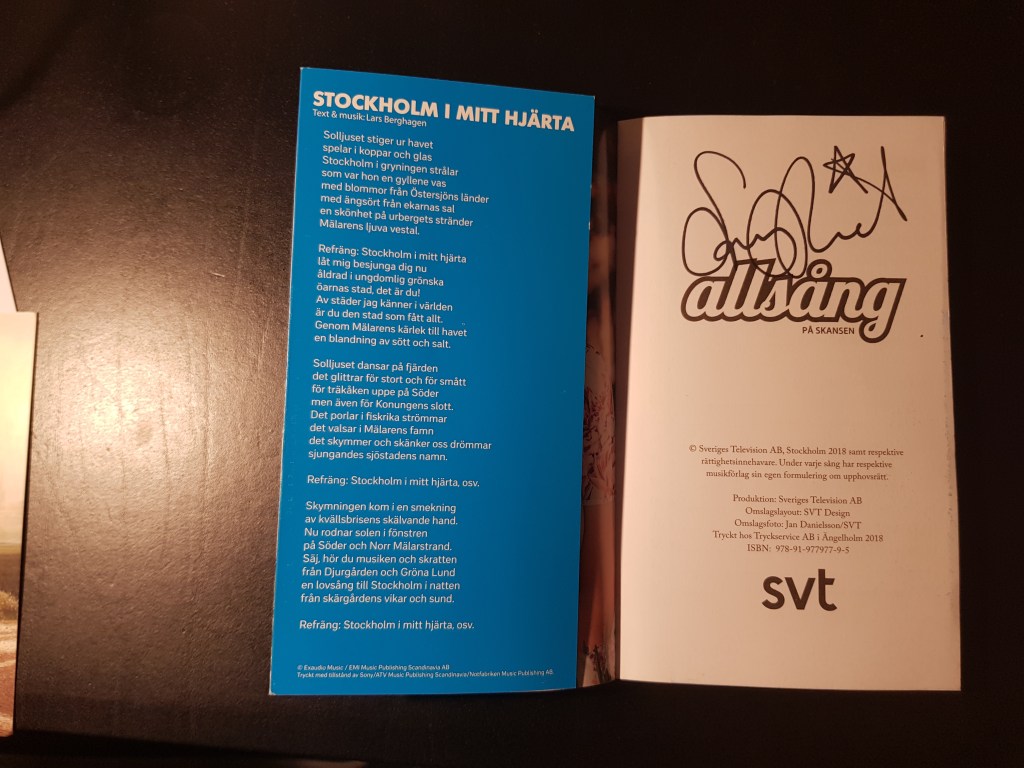 STOCKHOLM I MITT HJÄRTA
Text & musik: Lars Berghagen
Solljuset stiger ur havet
spelar i koppar och glas
Stockholm i gryningen strålar
som var hon en gyllene vas
med blommor från Östersjöns länder
med ängsört från ekarnas sal
en skönhet på urbergets stränder
Mälarens ljuva vestal.
Refräng: Stockholm i mitt hjärta
låt mig besjunga dig nu
åldrad i ungdomlig grönska
öarnas stad, det är du!
Av städer jag känner i världen
är du den stad som fått allt.
Genom Mälarens kärlek till havet
en blandning av sött och salt.
Solljuset dansar på fjärden
det glittrar för stort och för smått
för träkåken uppe på Söder
men även för Konungens slott.
Det porlar i fiskrika strömmar
det valsar i Mälarens famn
det skymmer och skänker oss drömmar
sjungandes sjöstadens namn.
Refräng: Stockholm i mitt hjärta, osv.
Skymningen kom i en smekning
av kvällsbrisens skälvande hand.
Nu rodnar solen i fönstren
på Söder och Norr Mälarstrand.
Säj, hör du musiken och skratten
från Djurgården och Gröna Lund
en lovsång till Stockholm i natten
från skärgårdens vikar och sund.
Refräng: Stockholm i mitt hjärta, osv.
© Exaudio Music / EMI Music Publishing Scandinavia AB
Tryckt med tillstånd av Sony/ATV Music Publishing Scandinavia/Notfabriken Music Publishing AB
allsång
PÅ SKANSEN
© Sveriges Television AB, Stockholm 2018 samt respektive
rättighetsinnehavare. Under varje sång har respektive
musikförlag sin egen formulering om upphovsrätt.
Produktion: Sveriges Television AB
Omslagslayout: SVT Design
Omslagsfoto: Jan Danielsson/SVT
Tryckt hos Tryckservice AB i Ängelholm 2018
ISBN: 978-91-977977-9-5
svt